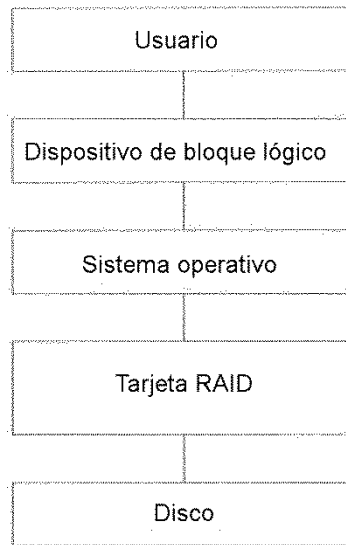 Usuario
Dispositivo de bloque lógico
Sistema operativo
Tarjeta RAID
Disco